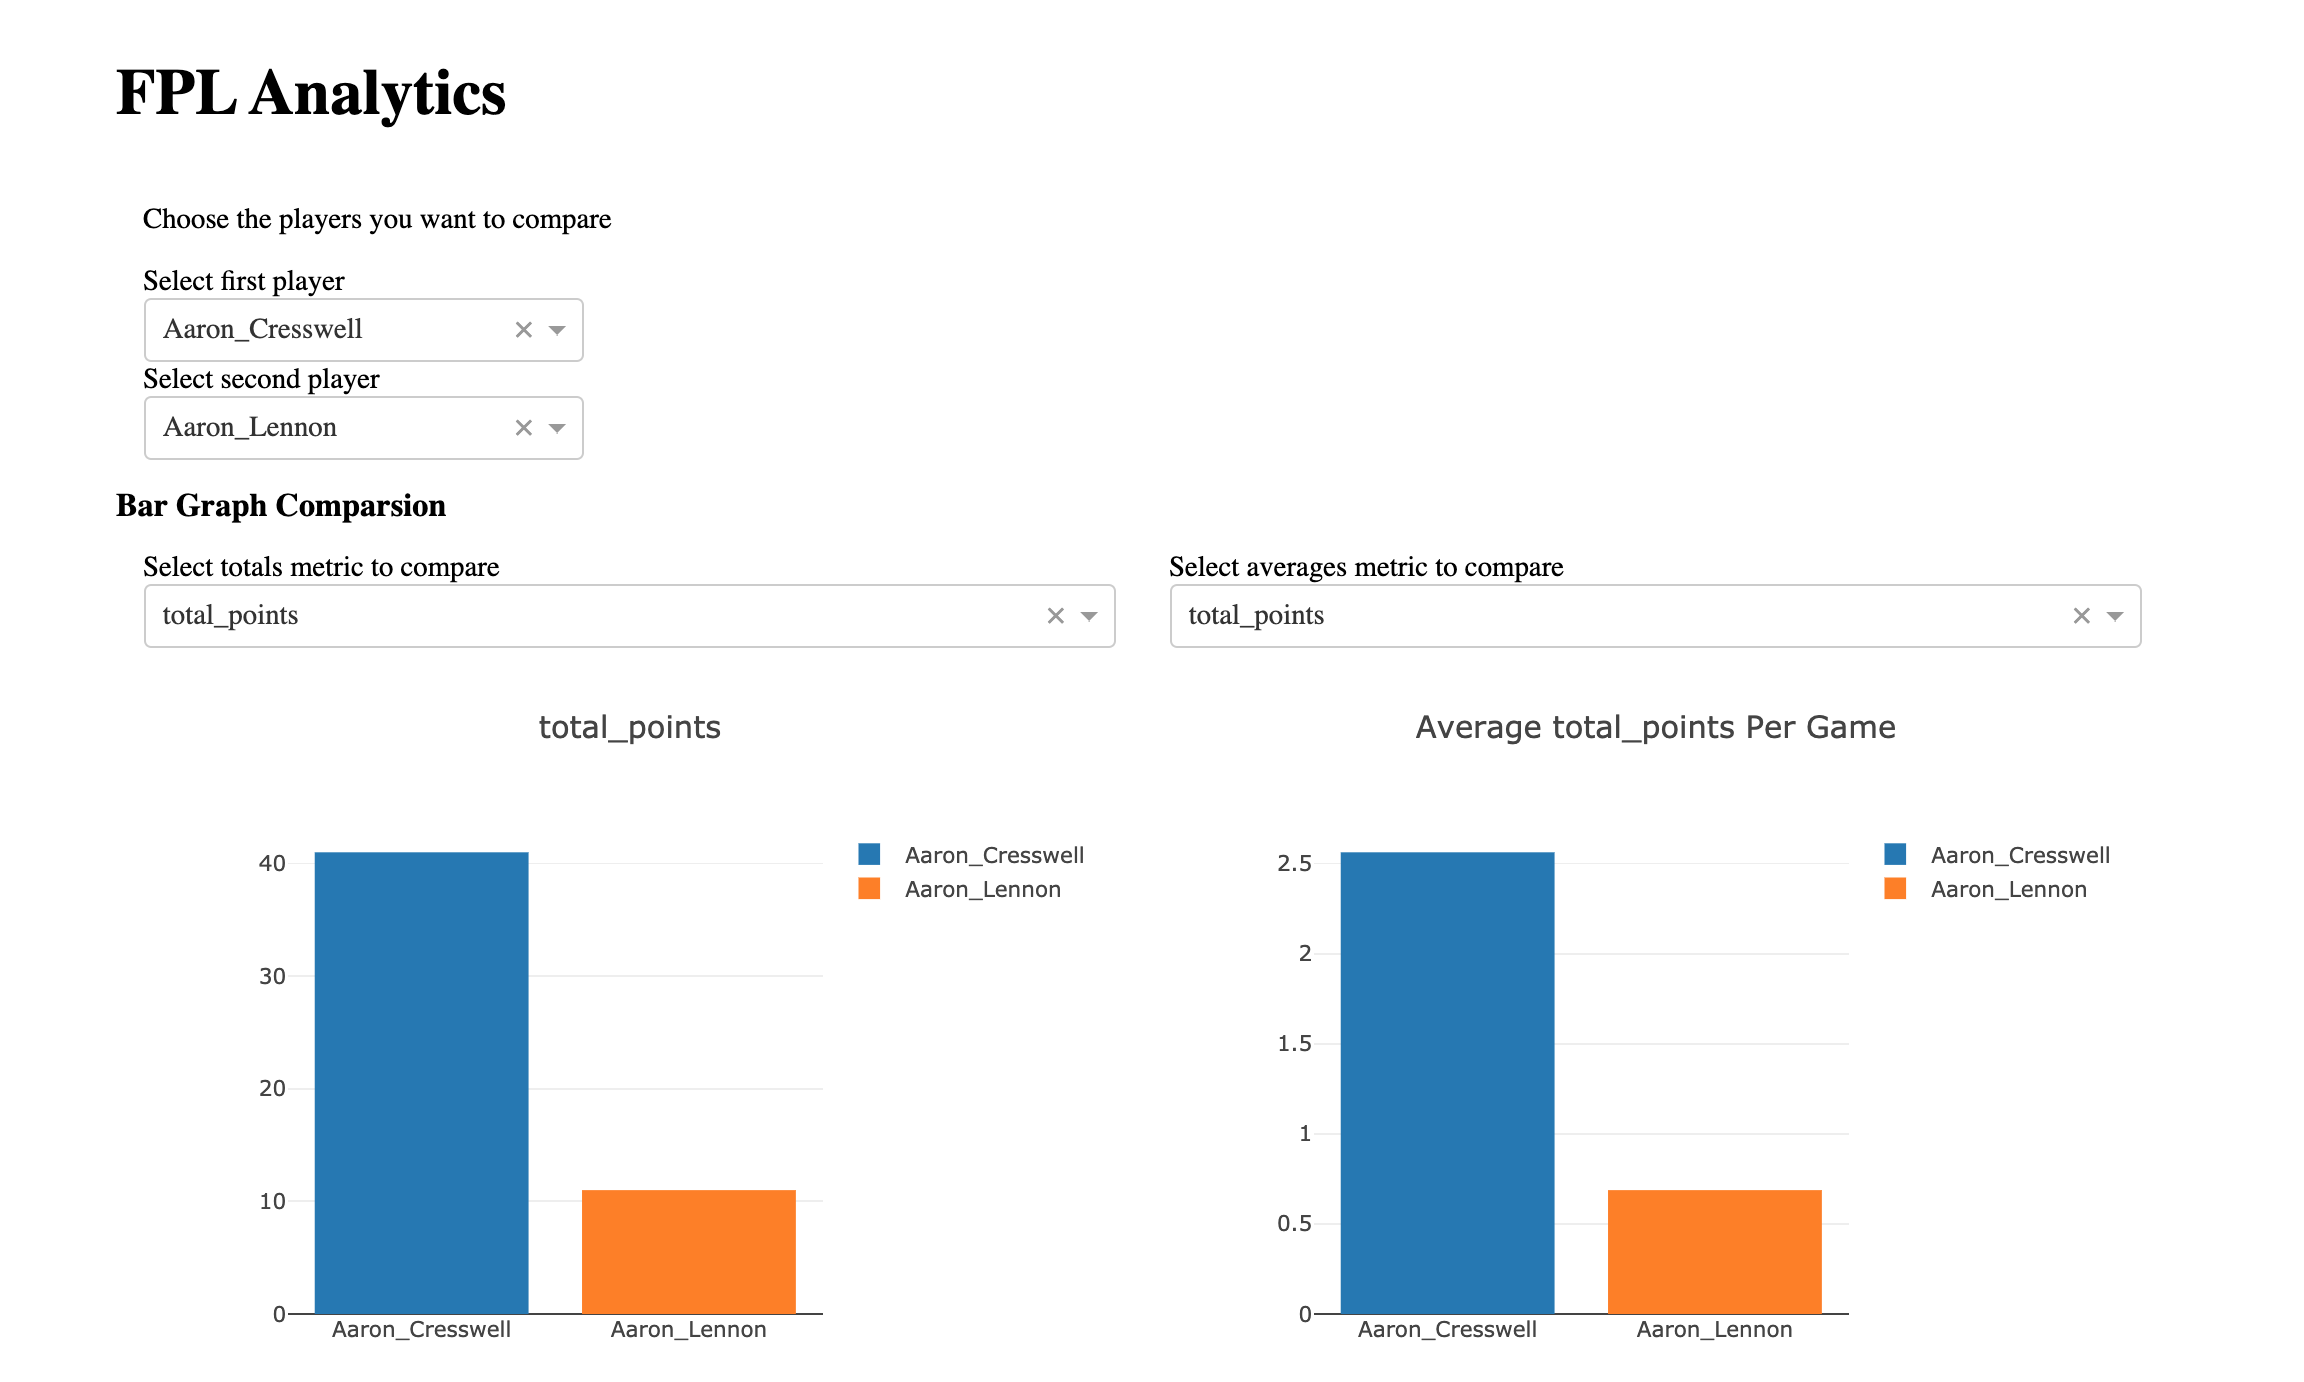 FPL Analytics
Choose the players you want to compare
Select first player
Aaron_Cresswell
Select second player
Aaron_Lennon
Bar Graph Comparsion
Select totals metric to compare
total_points
Select averages metric to compare
total_points
total_points
40
30
20
10
0
Aaron_Cresswell
Aaron_Lennon
Aaron_Cresswell
Aaron_Lennon
Average total_points Per Game
2.5
2
1.5
1
0.5
0
Aaron_Cresswell
Aaron_Lennon
Aaron_Cresswell
Aaron_Lennon